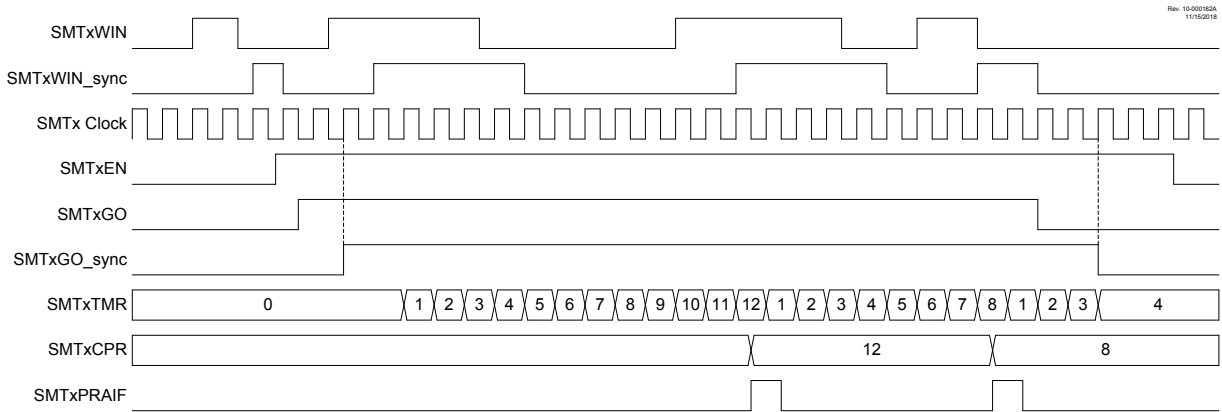 Rev. 10-000182A
11/15/2018
SMTxWIN
SMTxWIN_sync
SMTx Clock
SMTxEN
SMTxGO
SMTxGO_sync
SMTxTMR 0 1 2 3 4 5 6 7 8 9 10 11 12 1 2 3 4 5 6 7 8 1 2 3 4
SMTxCPR 12 8
SMTxPRAIF